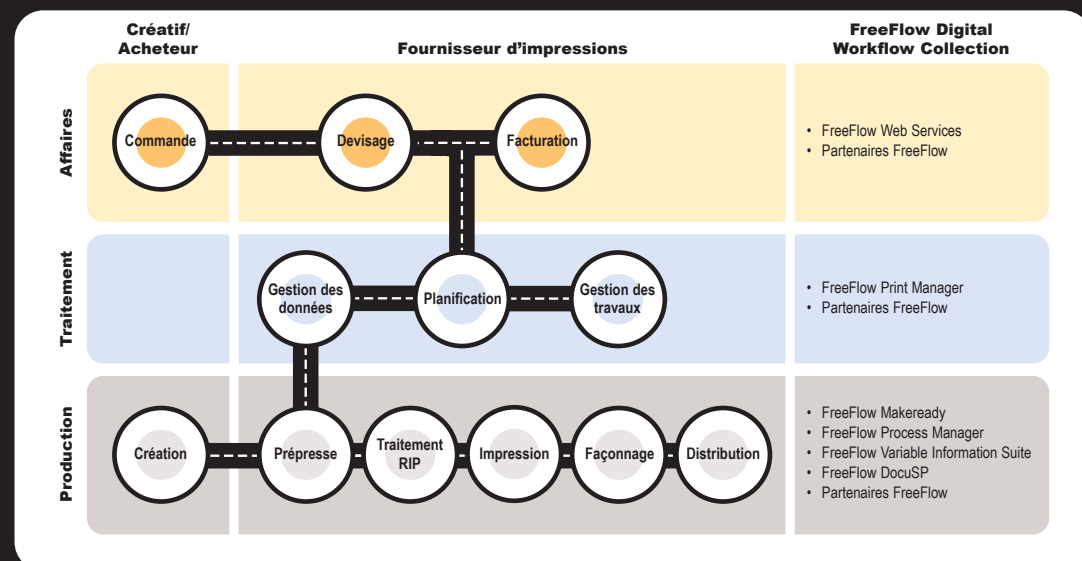 Créatif/
Acheteur
Fournisseur d’impressions
FreeFlow Digital
Workflow Collection
Affaires
Commande
Devisage
Facturation
• FreeFlow Web Services
• Partenaires FreeFlow
Traitement
Gestion des
données
Planification
Gestion des
travaux
• FreeFlow Print Manager
• Partenaires FreeFlow
Production
Création
Prépresse
Traitement
RIP
Impression
Façonnage
Distribution
• FreeFlow Makeready
• FreeFlow Process Manager
• FreeFlow Variable Information Suite
• FreeFlow DocuSP
• Partenaires FreeFlow